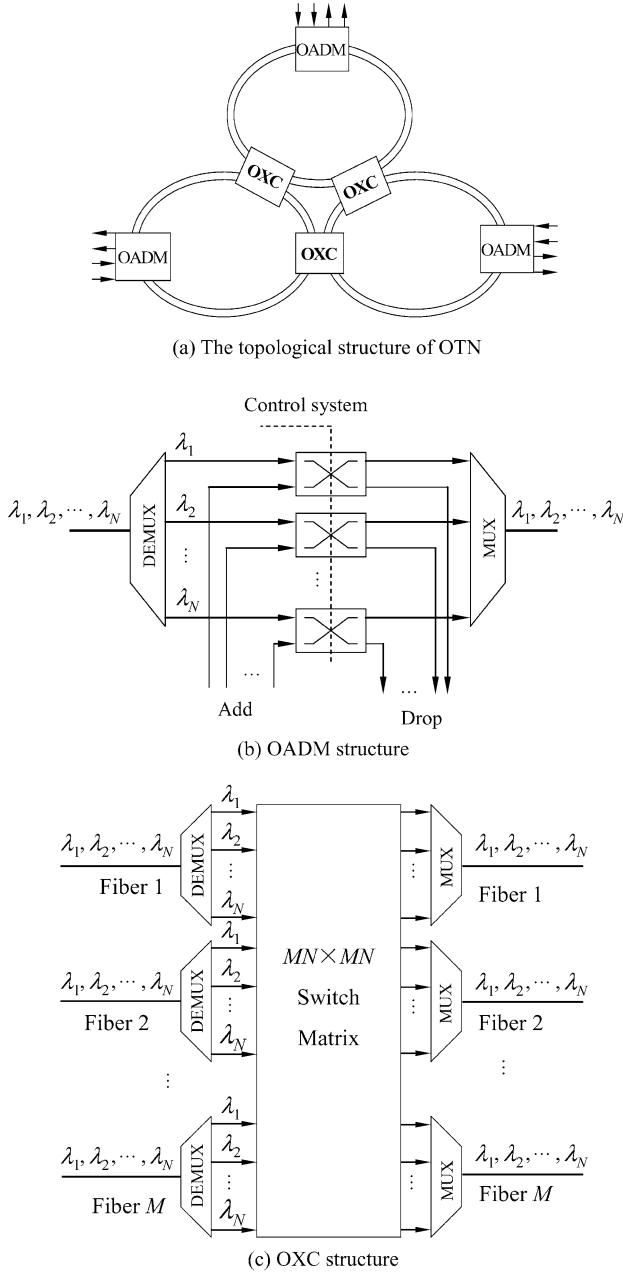 OADM
OXC
OXC
OADM
OXC
OADM
(a) The topological structure of OTN
Control system
λ1
λ1, λ2, ⋯, λN
DEMUX
λ2
⋮
λN
⋮
MUX
λ1, λ2, ⋯, λN
⋯
⋯
Add
Drop
(b) OADM structure
λ1
λ1, λ2, ⋯, λN
DEMUX
λ2
⋮
λN
Fiber 1
⋮
MUX
λ1, λ2, ⋯, λN
Fiber 1
λ1
λ1, λ2, ⋯, λN
DEMUX
λ2
⋮
λN
Fiber 2
MN×MN
Switch
Matrix
⋮
MUX
λ1, λ2, ⋯, λN
Fiber 2
⋮
⋮
λ1
λ1, λ2, ⋯, λN
DEMUX
λ2
⋮
λN
Fiber M
⋮
MUX
λ1, λ2, ⋯, λN
Fiber M
(c) OXC structure